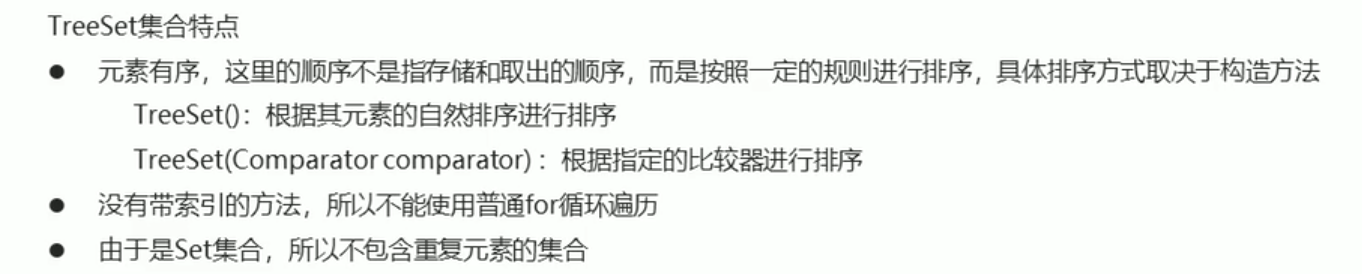 TreeSet集合特点
● 元素有序，这里的顺序不是指存储和取出的顺序，而是按照一定的规则进行排序，具体排序方式取决于构造方法
TreeSet()：根据其元素的自然排序进行排序
TreeSet(Comparator comparator)：根据指定的比较器进行排序
● 没有带索引的方法，所以不能使用普通for循环遍历
● 由于是Set集合，所以不包含重复元素的集合